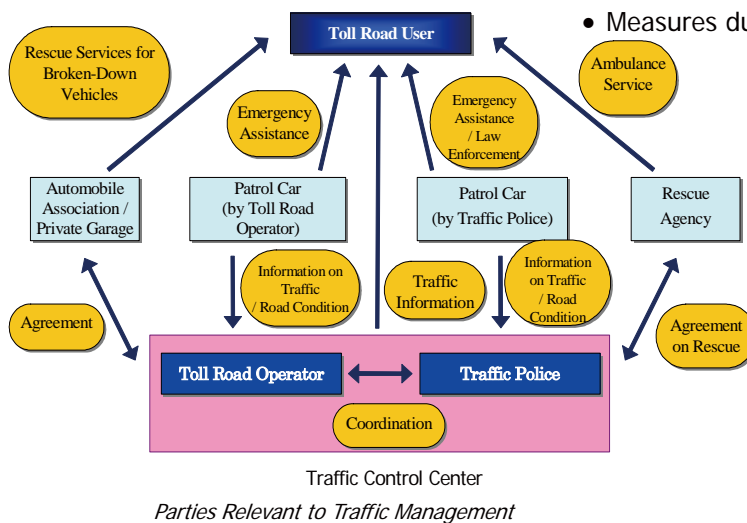 Toll Road User
• Measures du
Rescue Services for
Broken-Down
Vehicles
Ambulance
Service
Emergency
Assistance
Emergency
Assistance
/ Law
Enforcement
Automobile
Association /
Private Garage
Patrol Car
(by Toll Road
Operator)
Patrol Car
(by Traffic Police)
Rescue
Agency
Information on
Traffic
/ Road Condition
Traffic
Information
Information
on Traffic
/ Road
Condition
Agreement
Agreement
on Rescue
Toll Road Operator
Traffic Police
Coordination
Traffic Control Center
Parties Relevant to Traffic Management